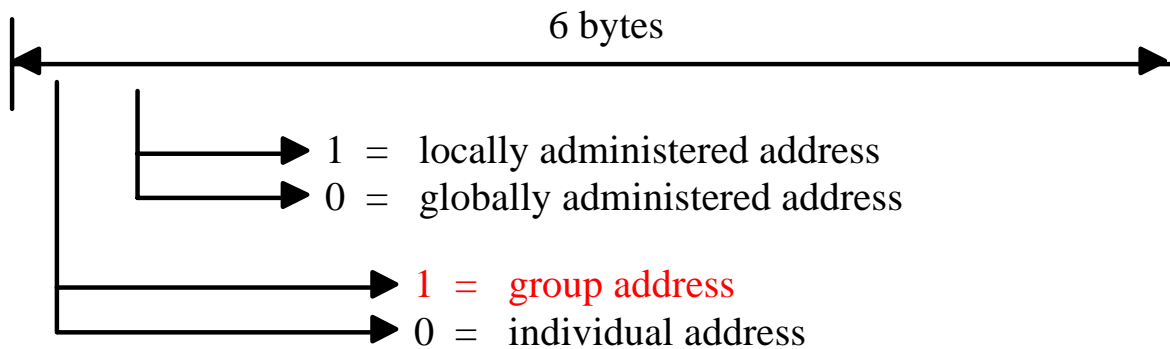 6 bytes
1 = locally administered address
0 = globally administered address
1 = group address
0 = individual address